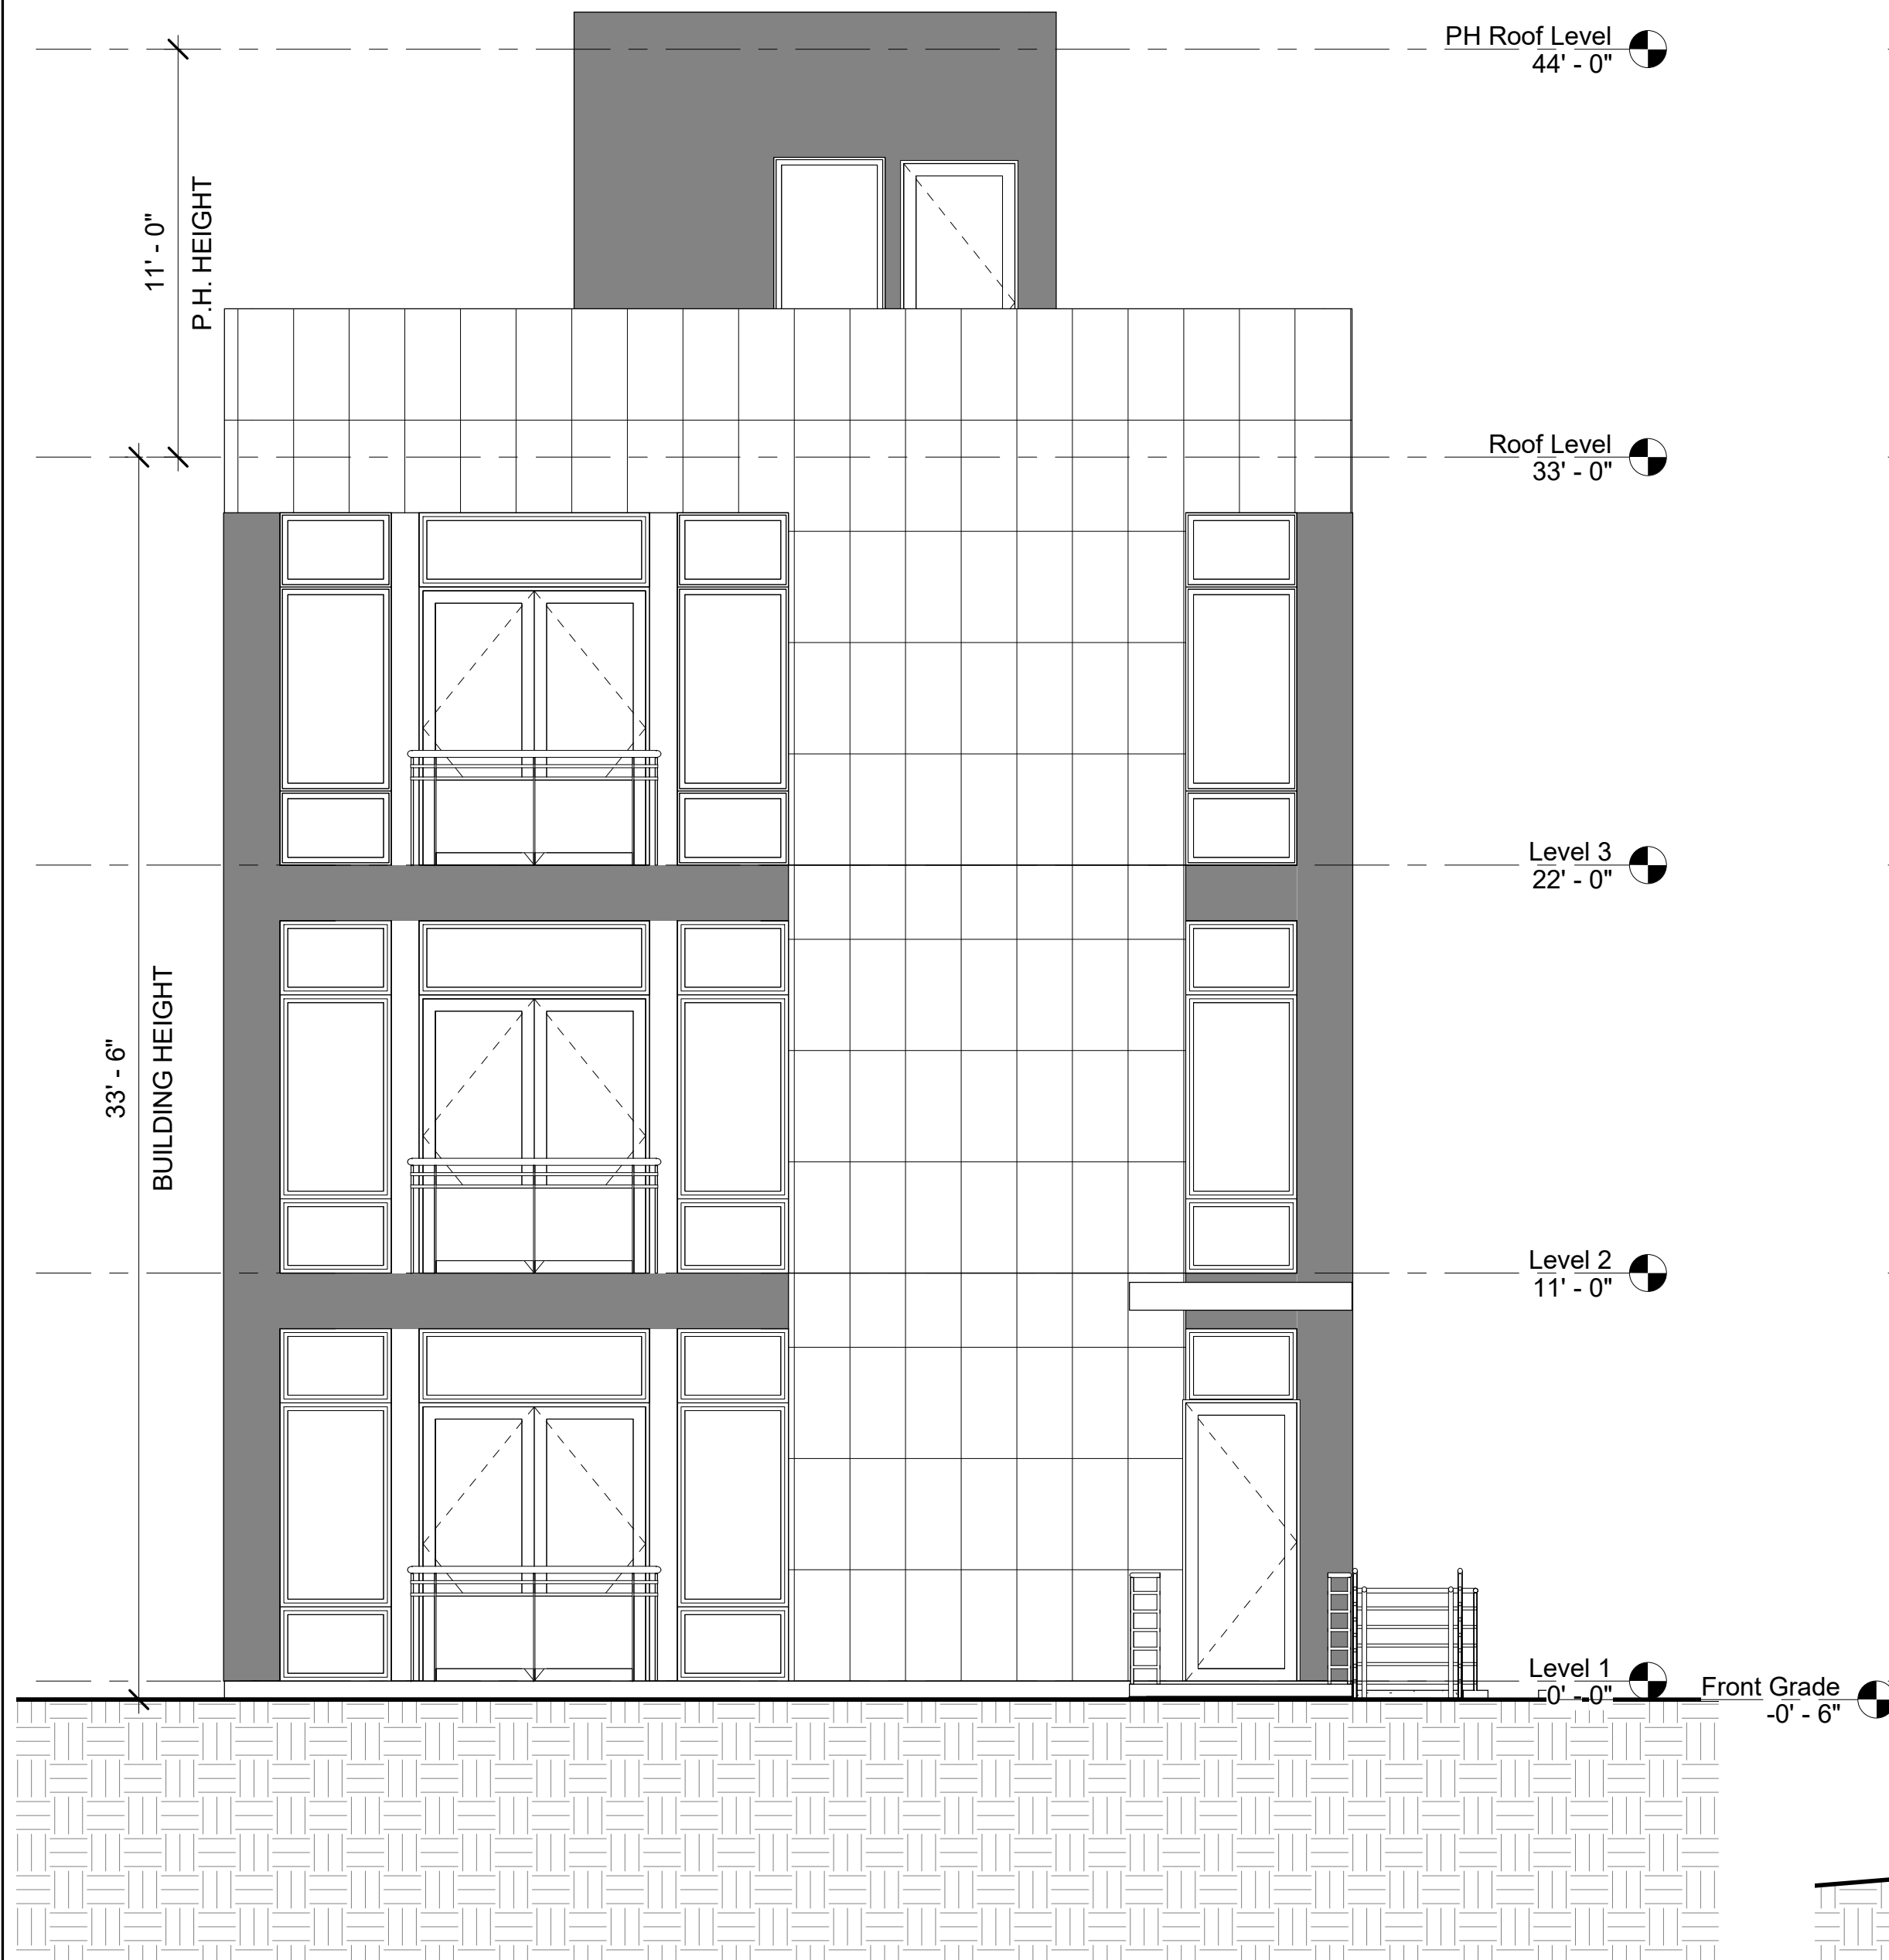 PH Roof Level
44' - 0"
11' - 0"
P.H. HEIGHT
Roof Level
33' - 0"
Level 3
22' - 0"
33' - 6"
BUILDING HEIGHT
Level 2
11' - 0"
Level 1
0' - 0"
Front Grade
-0' - 6"